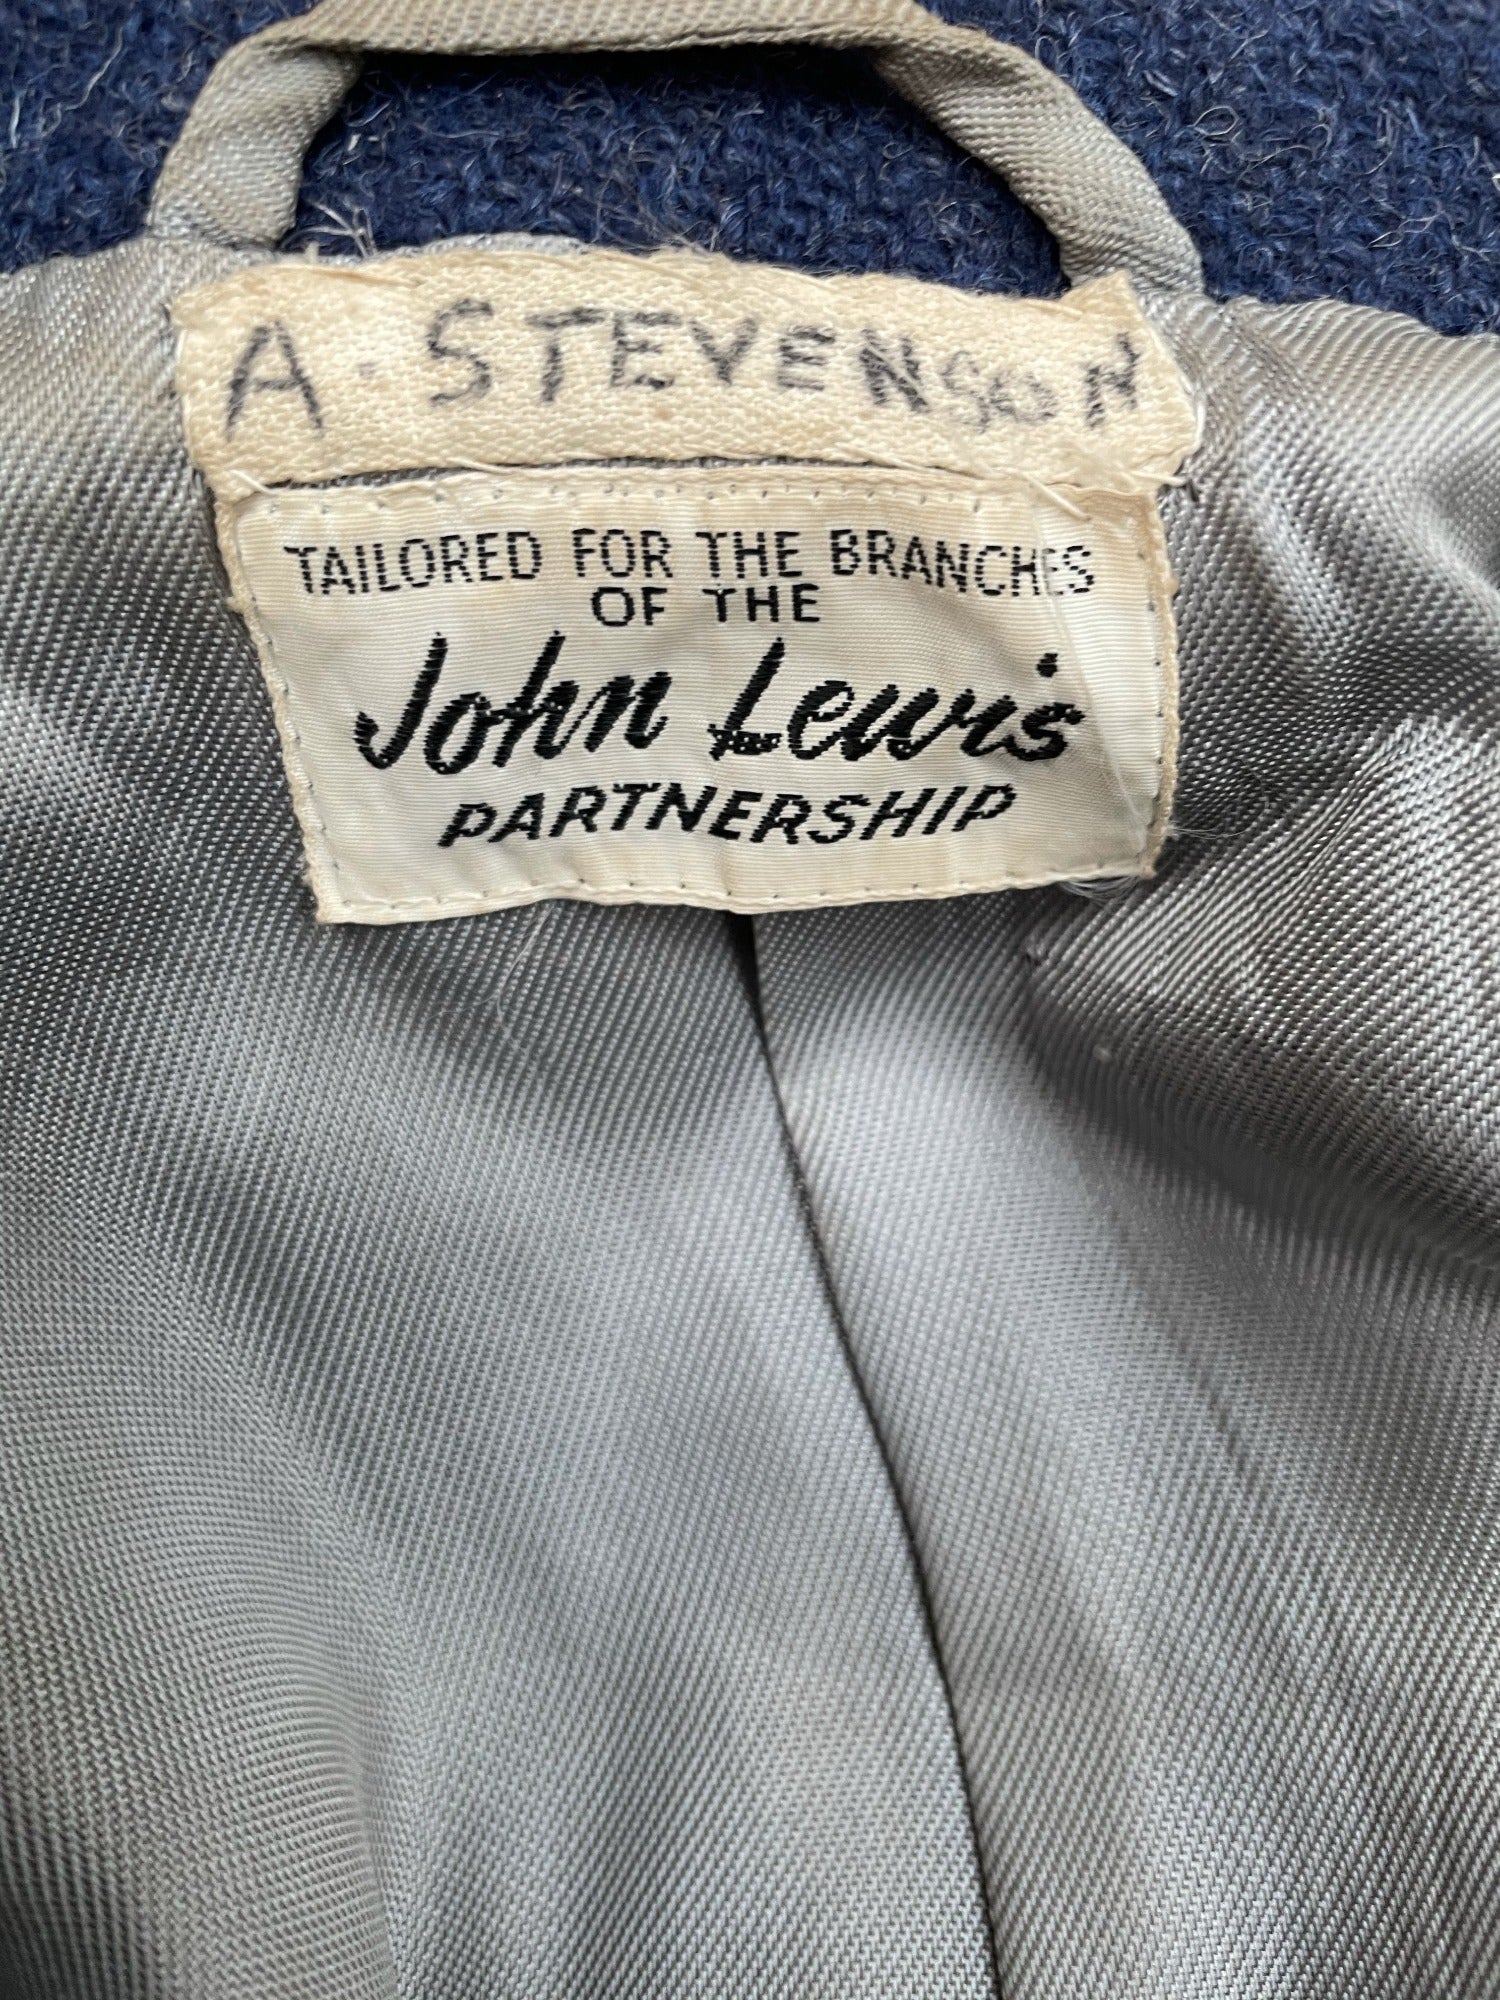 A. STEVENSON
TAILORED FOR THE BRANCHES
OF THE
John Lewis
PARTNERSHIP